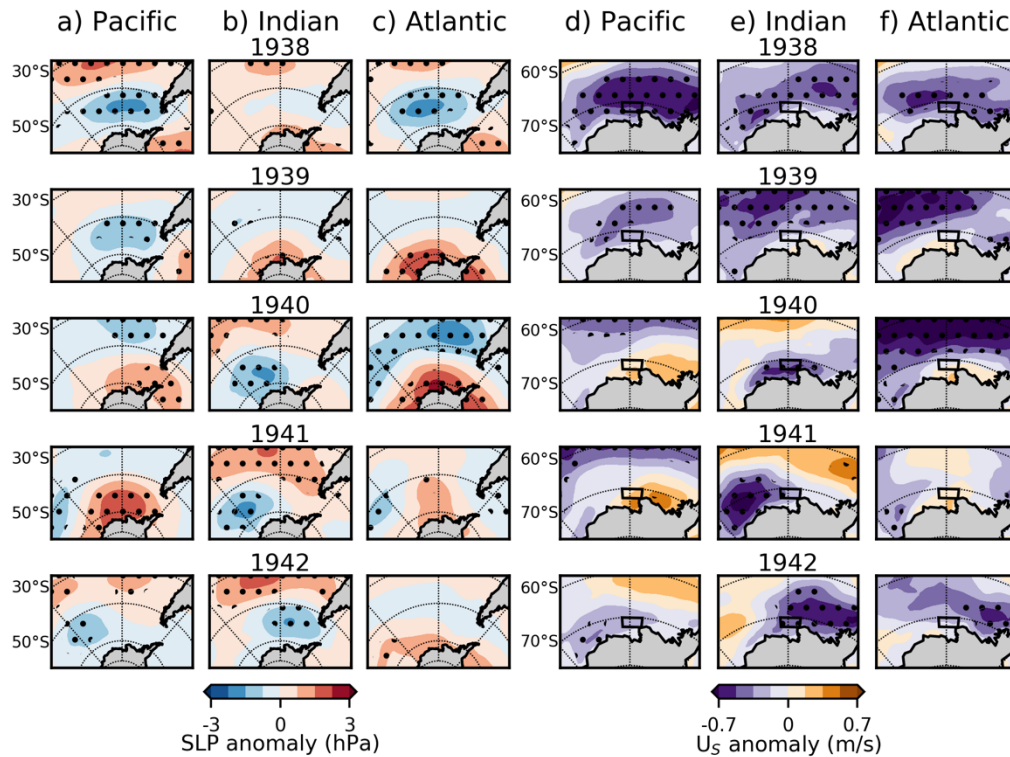 a) Pacific b) Indian c) Atlantic d) Pacific e) Indian f) Atlantic
1938 1938
30°S 60°S
50°S 70°S
1939 1939
30°S 60°S
50°S 70°S
1940 1940
30°S 60°S
50°S 70°S
1941 1941
30°S 60°S
50°S 70°S
1942 1942
30°S 60°S
50°S 70°S
-3 0 3 -0.7 0 0.7
SLP anomaly (hPa) U_S anomaly (m/s)